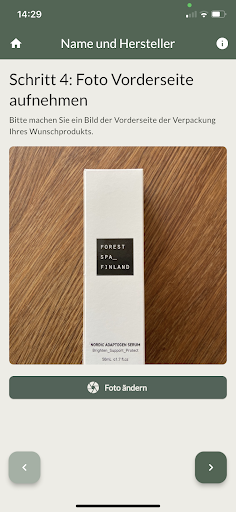 14:29
Name und Hersteller
Schritt 4: Foto Vorderseite
aufnehmen
Bitte machen Sie ein Bild der Vorderseite der Verpackung
Ihres Wunschprodukts.
FOREST
SPA_
FINLAND
NORDIC ADAPTOGEN SERUM
Brighten_Support_Protect
Foto ändern